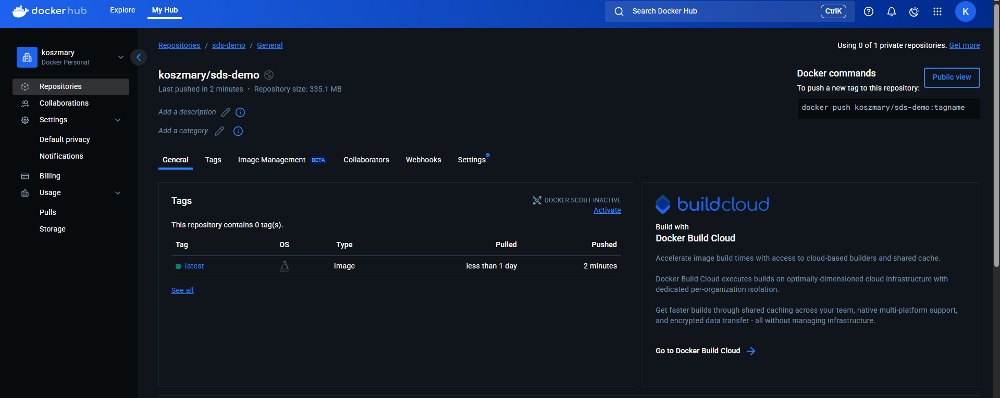 dockerhub
Explore
My Hub
Search Docker Hub
CtrlK
K
koszmary
Docker Personal
Repositories
Collaborations
Settings
Default privacy
Notifications
Billing
Usage
Pulls
Storage
Repositories / sds-demo / General
Using 0 of 1 private repositories. Get more
koszmary/sds-demo
Last pushed in 2 minutes • Repository size: 335.1 MB
Add a description
Add a category
Docker commands
Public view
To push a new tag to this repository:
docker push koszmary/sds-demo:tagname
General Tags Image Management BETA Collaborators Webhooks Settings
Tags
DOCKER SCOUT INACTIVE
Activate
This repository contains 0 tag(s).
Tag OS Type Pulled Pushed
latest Image less than 1 day 2 minutes
See all
buildcloud
Build with
Docker Build Cloud
Accelerate image build times with access to cloud-based builders and shared cache.
Docker Build Cloud executes builds on optimally-dimensioned cloud infrastructure with
dedicated per-organization isolation.
Get faster builds through shared caching across your team, native multi-platform support,
and encrypted data transfer - all without managing infrastructure.
Go to Docker Build Cloud